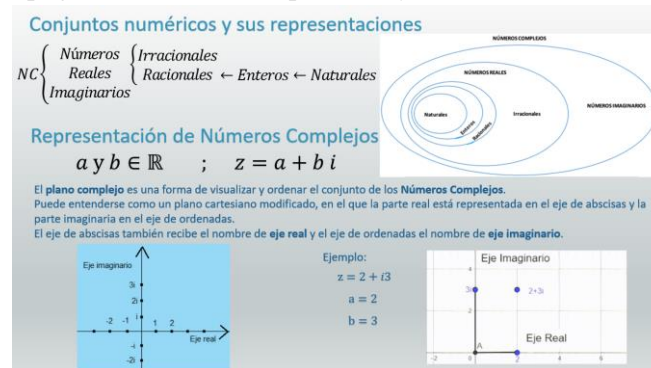 Conjuntos numéricos y sus representaciones
NC { Números Reales { Irracionales
Racionales ← Enteros ← Naturales
Imaginarios
NÚMEROS COMPLEJOS
NÚMEROS REALES
Naturales
Enteros
Racionales
Irracionales
NÚMEROS IMAGINARIOS
Representación de Números Complejos
a y b ∈ ℝ ; z = a + b i
El plano complejo es una forma de visualizar y ordenar el conjunto de los Números Complejos.
Puede entenderse como un plano cartesiano modificado, en el que la parte real está representada en el eje de abscisas y la
parte imaginaria en el eje de ordenadas.
El eje de abscisas también recibe el nombre de eje real y el eje de ordenadas el nombre de eje imaginario.
Eje imaginario
3i
2i
i
-2 -1 1 2
Eje real
-i
-2i
Ejemplo:
z = 2 + i3
a = 2
b = 3
Eje Imaginario
4
3i
2+3i
2
Eje Real
A
-2 0 2 4 6